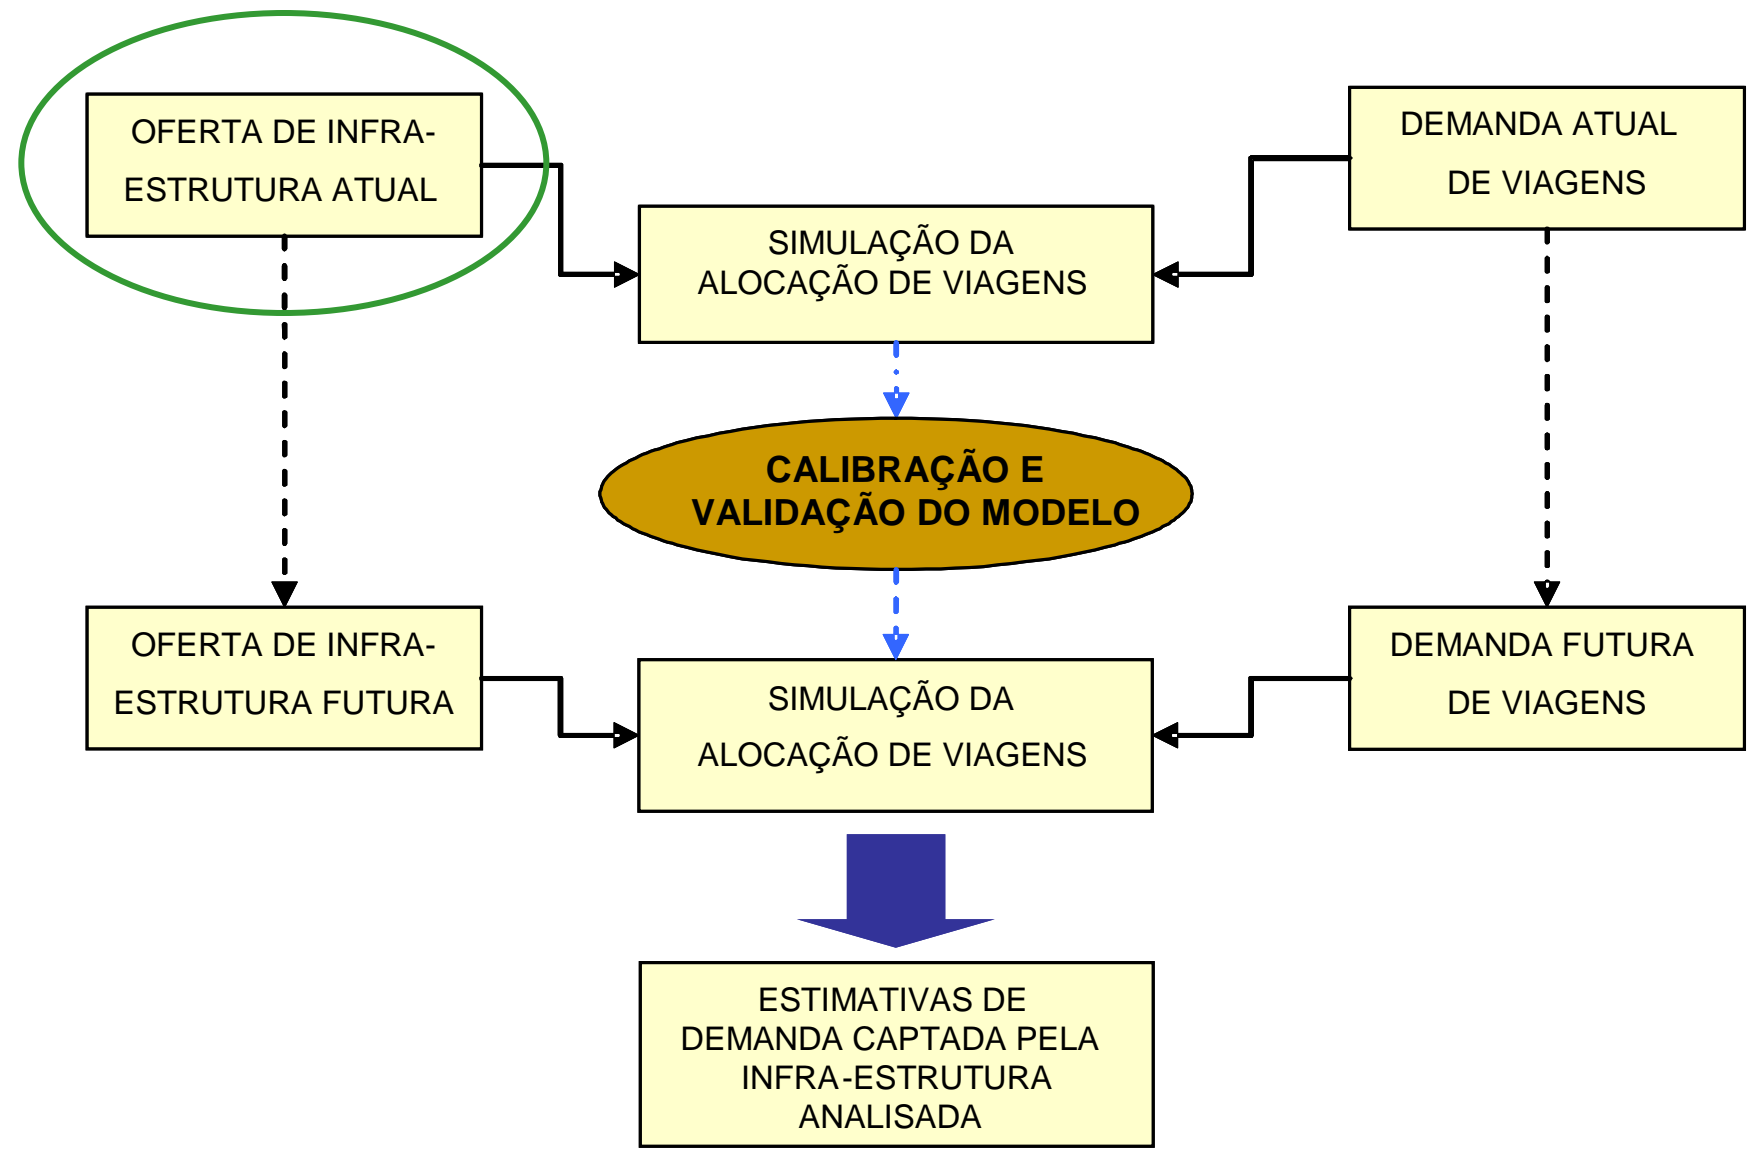 OFERTA DE INFRA-
ESTRUTURA ATUAL
DEMANDA ATUAL
DE VIAGENS
SIMULAÇÃO DA
ALOCAÇÃO DE VIAGENS
CALIBRAÇÃO E
VALIDAÇÃO DO MODELO
OFERTA DE INFRA-
ESTRUTURA FUTURA
DEMANDA FUTURA
DE VIAGENS
SIMULAÇÃO DA
ALOCAÇÃO DE VIAGENS
ESTIMATIVAS DE
DEMANDA CAPTADA PELA
INFRA-ESTRUTURA
ANALISADA